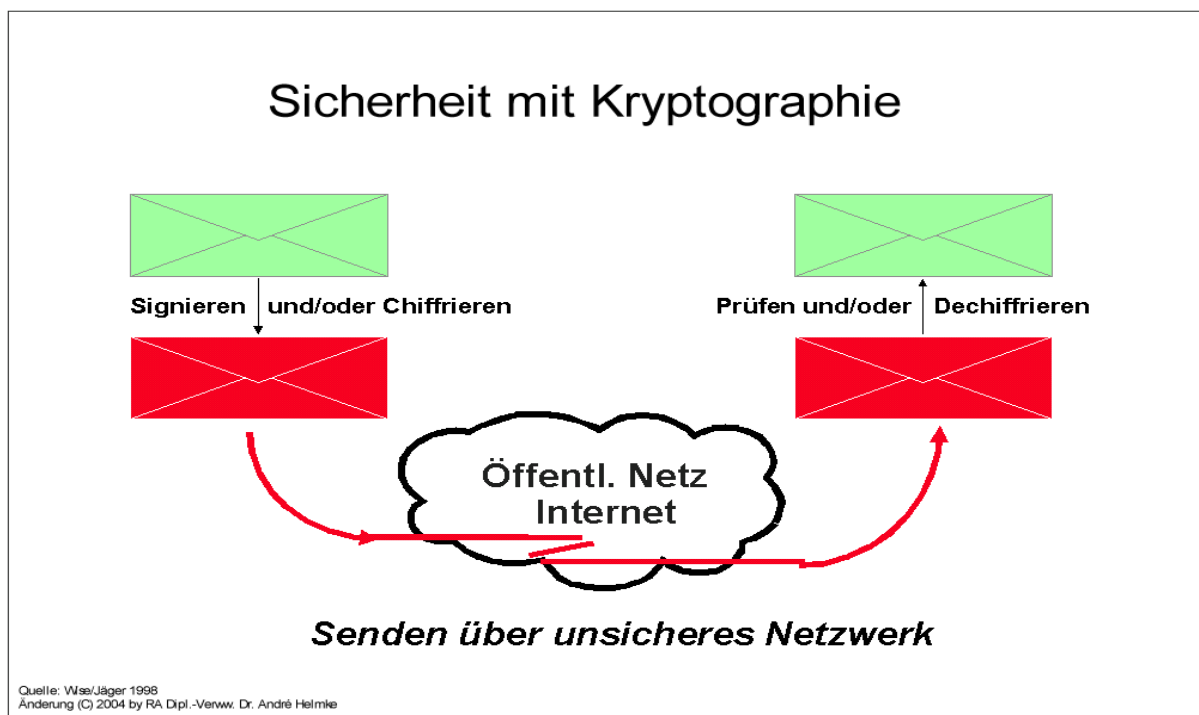 Sicherheit mit Kryptographie
Signieren und/oder Chiffrieren
Prüfen und/oder Dechiffrieren
Öffentl. Netz
Internet
Senden über unsicheres Netzwerk
Quelle: Wise/Jäger 1998
Änderung (C) 2004 by RA Dipl.-Verww. Dr. André Helmke